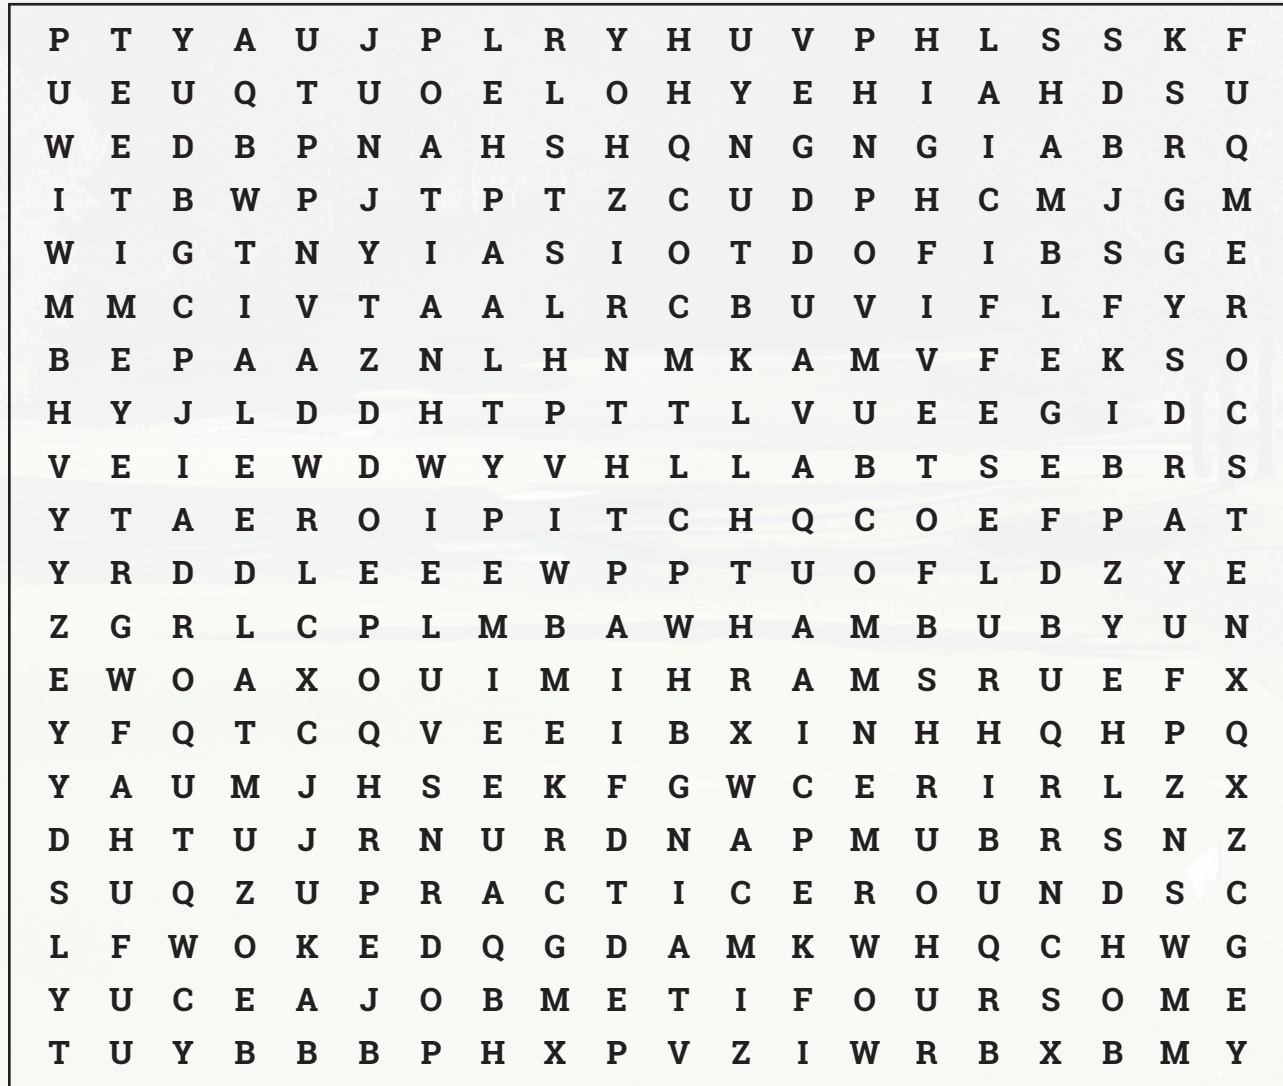 P T Y A U J P L R Y H U V P H L S S K F
U E U Q T U O E L O H Y E H I A H D S U
W E D B P N A H S H Q N G N G I A B R Q
I T B W P J T P T Z C U D P H C M J G M
W I G T N Y I A S I O T D O F I B S G E
M M C I V T A A L R C B U V I F L F Y R
B E P A A Z N L H N M K A M V F E K S O
H Y J L D D H T P T T L V U E E G I D C
V E I E W D W Y V H L L A B T S E B R S
Y T A E R O I P I T C H Q C O E F P A T
Y R D D L E E E W P P T U O F L D Z Y E
Z G R L C P L M B A W H A M B U B Y U N
E W O A X O U I M I H R A M S R U E F X
Y F Q T C Q V E E I B X I N H H Q H P Q
Y A U M J H S E K F G W C E R I R L Z X
D H T U J R N U R D N A P M U B R S N Z
S U Q Z U P R A C T I C E R O U N D S C
L F W O K E D Q G D A M K W H Q C H W G
Y U C E A J O B M E T I F O U R S O M E
T U Y B B B P H X P V Z I W R B X B M Y